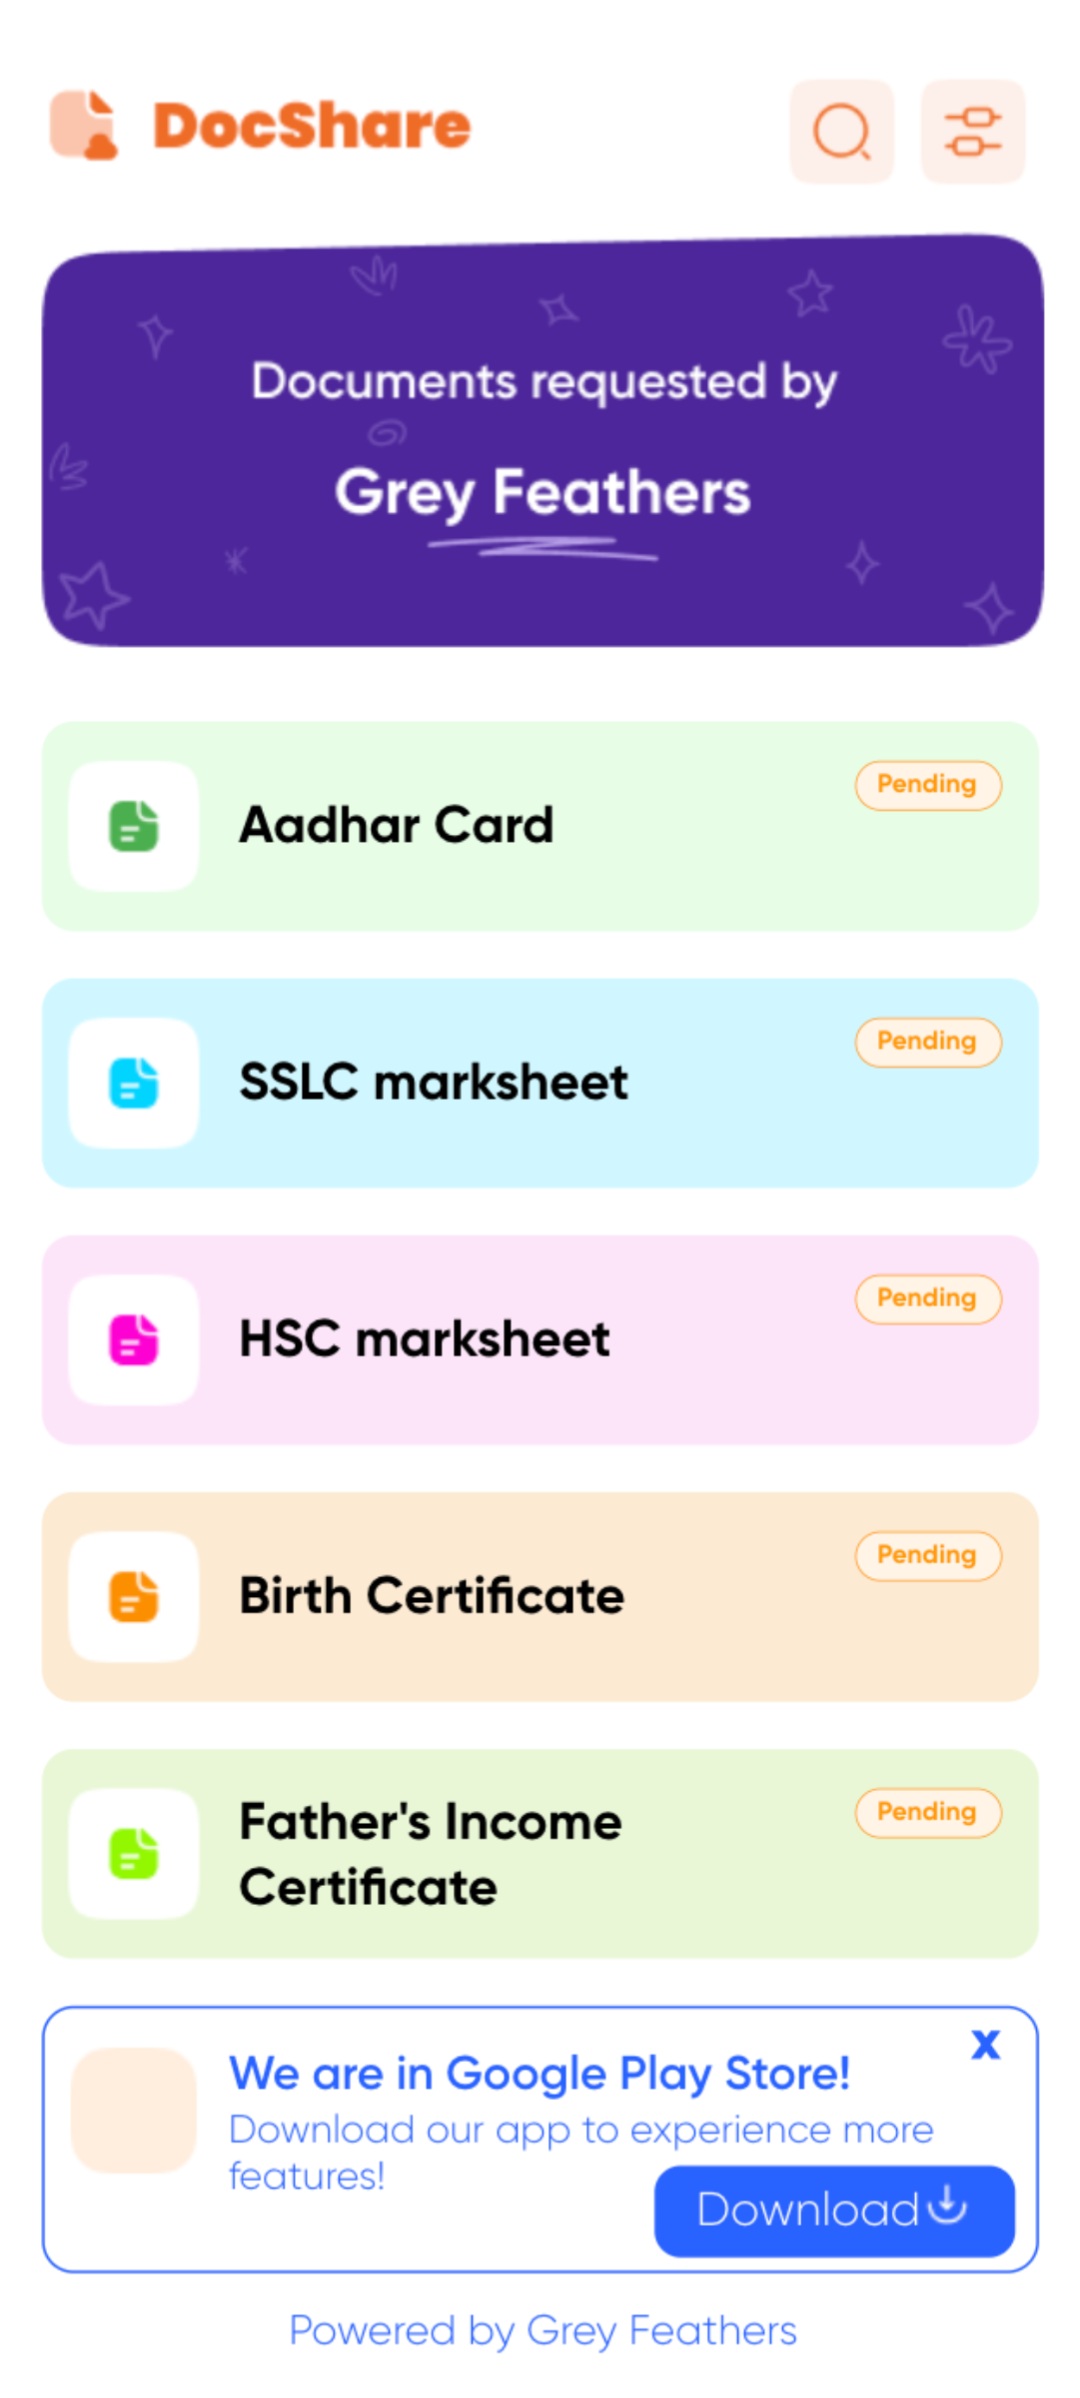 DocShare
Documents requested by
Grey Feathers
Aadhar Card
Pending
SSLC marksheet
Pending
HSC marksheet
Pending
Birth Certificate
Pending
Father's Income
Certificate
Pending
We are in Google Play Store!
X
Download our app to experience more
features!
Download
Powered by Grey Feathers